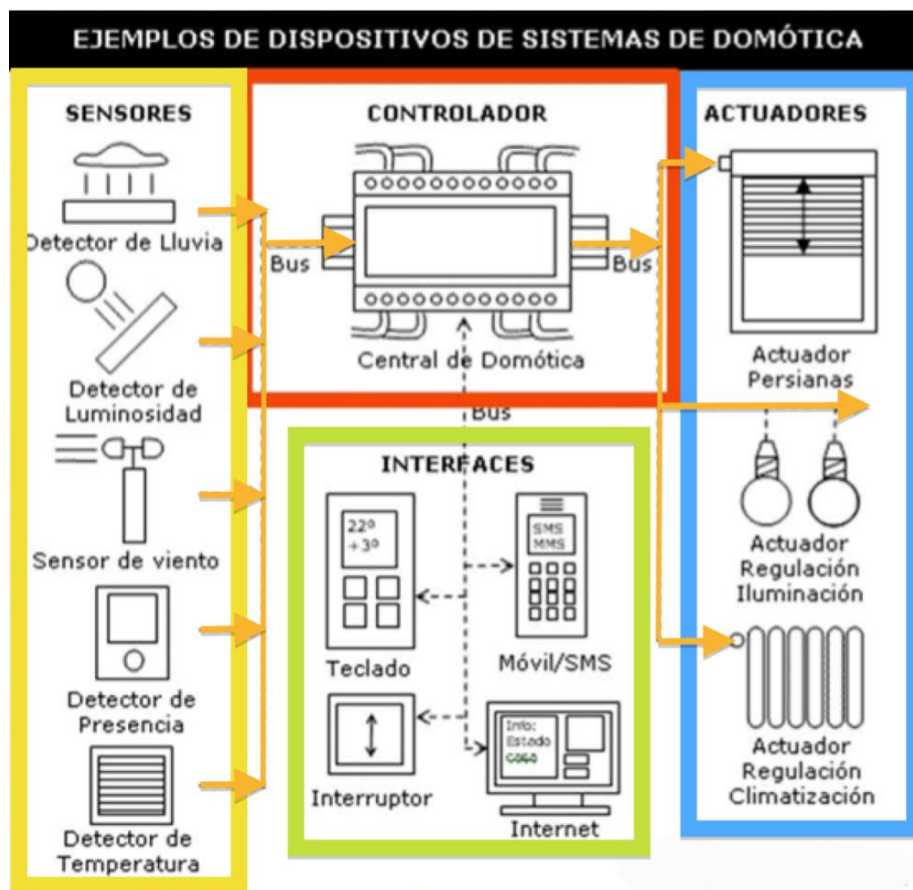 EJEMPLOS DE DISPOSITIVOS DE SISTEMAS DE DOMÓTICA
SENSORES
Detector de Lluvia
Detector de
Luminosidad
Sensor de viento
Detector de
Presencia
Detector de
Temperatura
CONTROLADOR
Bus
Bus
Central de Domótica
Bus
INTERFACES
22º
+3º
Teclado
SMS
MMS
Móvil/SMS
Interruptor
Info:
Estado
Internet
ACTUADORES
Actuador
Persianas
Actuador
Regulación
Iluminación
Actuador
Regulación
Climatización